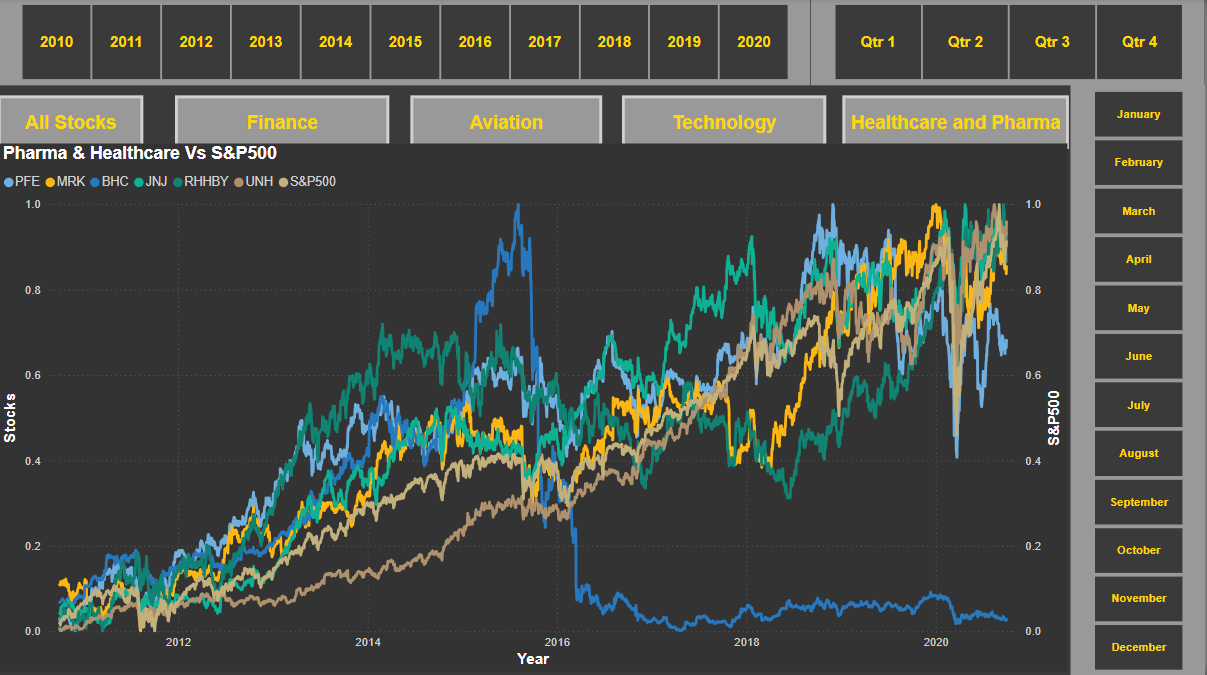 2010 2011 2012 2013 2014 2015 2016 2017 2018 2019 2020 Qtr 1 Qtr 2 Qtr 3 Qtr 4
All Stocks Finance Aviation Technology Healthcare and Pharma
Pharma & Healthcare Vs S&P500
PFE MRK BHC JNJ RHHBY UNH S&P500
1.0 1.0
0.8 0.8
0.6 0.6
0.4 0.4
0.2 0.2
0.0 0.0
Stocks
S&P500
2012 2014 2016 2018 2020
Year
January
February
March
April
May
June
July
August
September
October
November
December